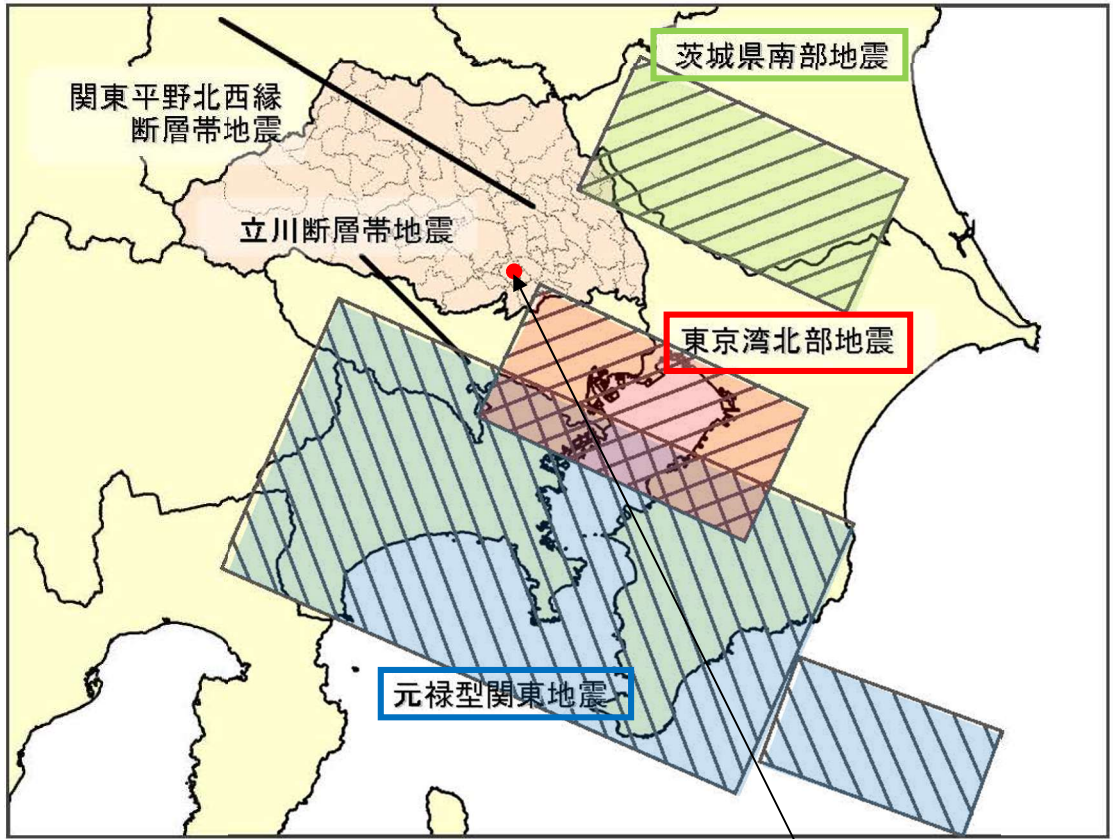 茨城県南部地震
関東平野北西縁
断層帯地震
立川断層帯地震
東京湾北部地震
元禄型関東地震